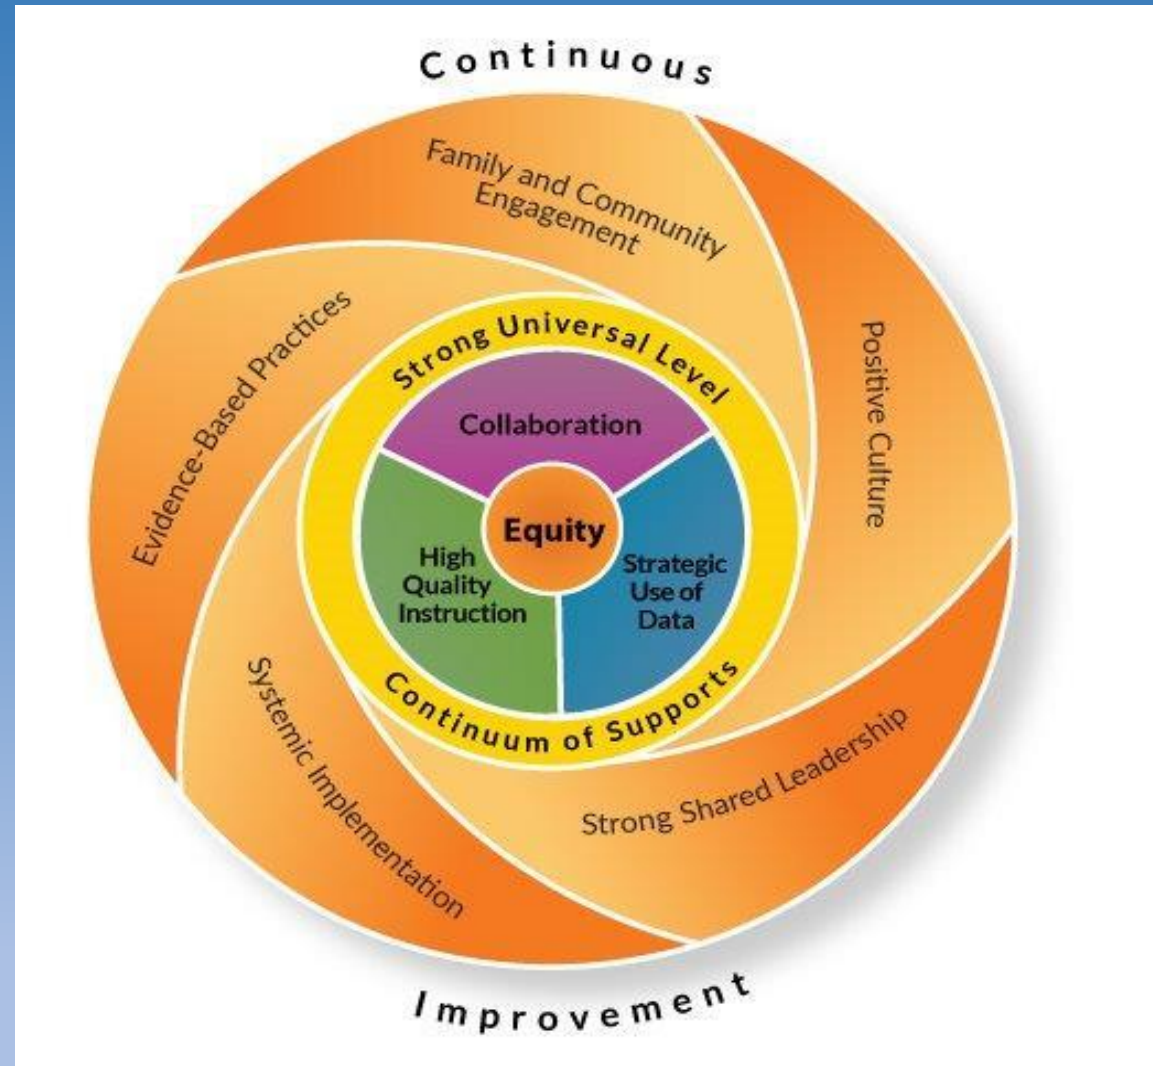 Continuous
Family and Community
Engagement
Positive Culture
Evidence-Based Practices
Strong Universal Level
Collaboration
Equity
High
Quality
Instruction
Strategic
Use of
Data
Continuum of Supports
Systemic Implementation
Strong Shared Leadership
Improvement